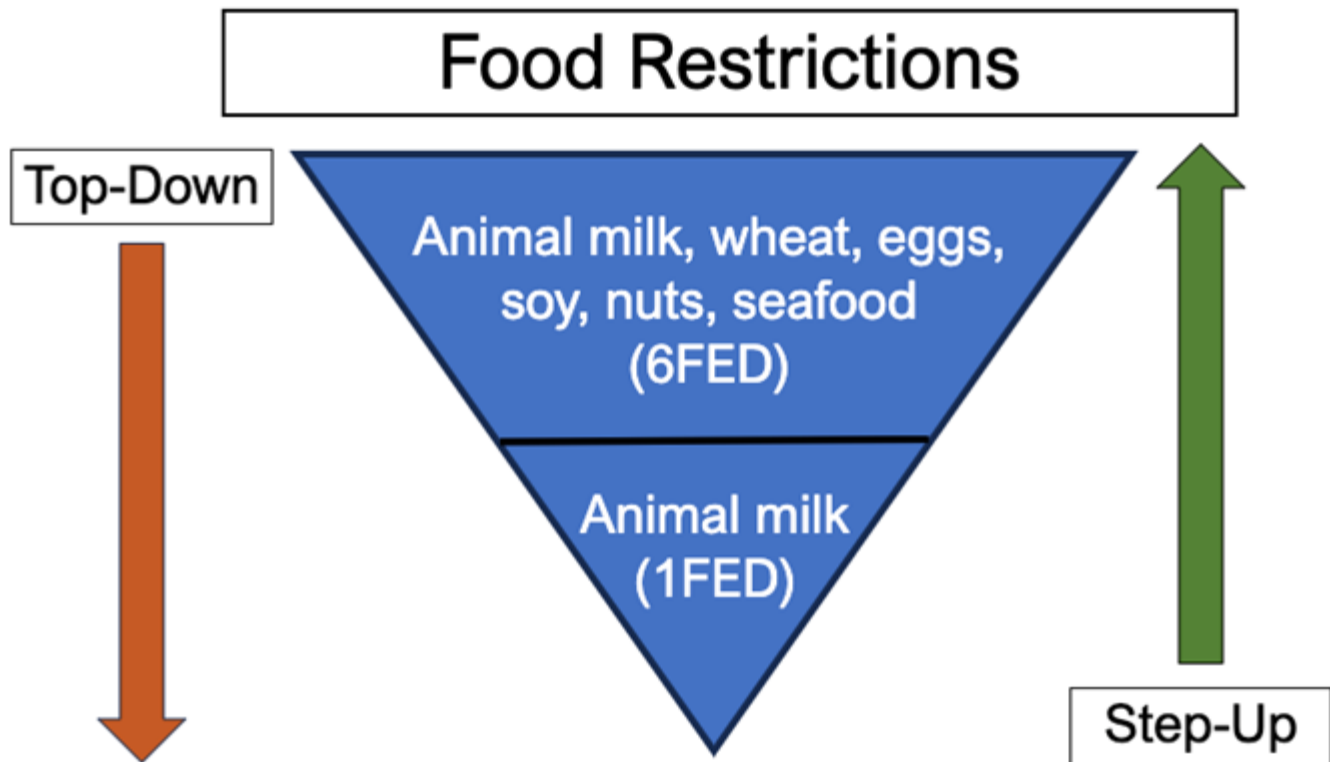 Food Restrictions
Top-Down
Animal milk, wheat, eggs,
soy, nuts, seafood
(6FED)
Animal milk
(1FED)
Step-Up